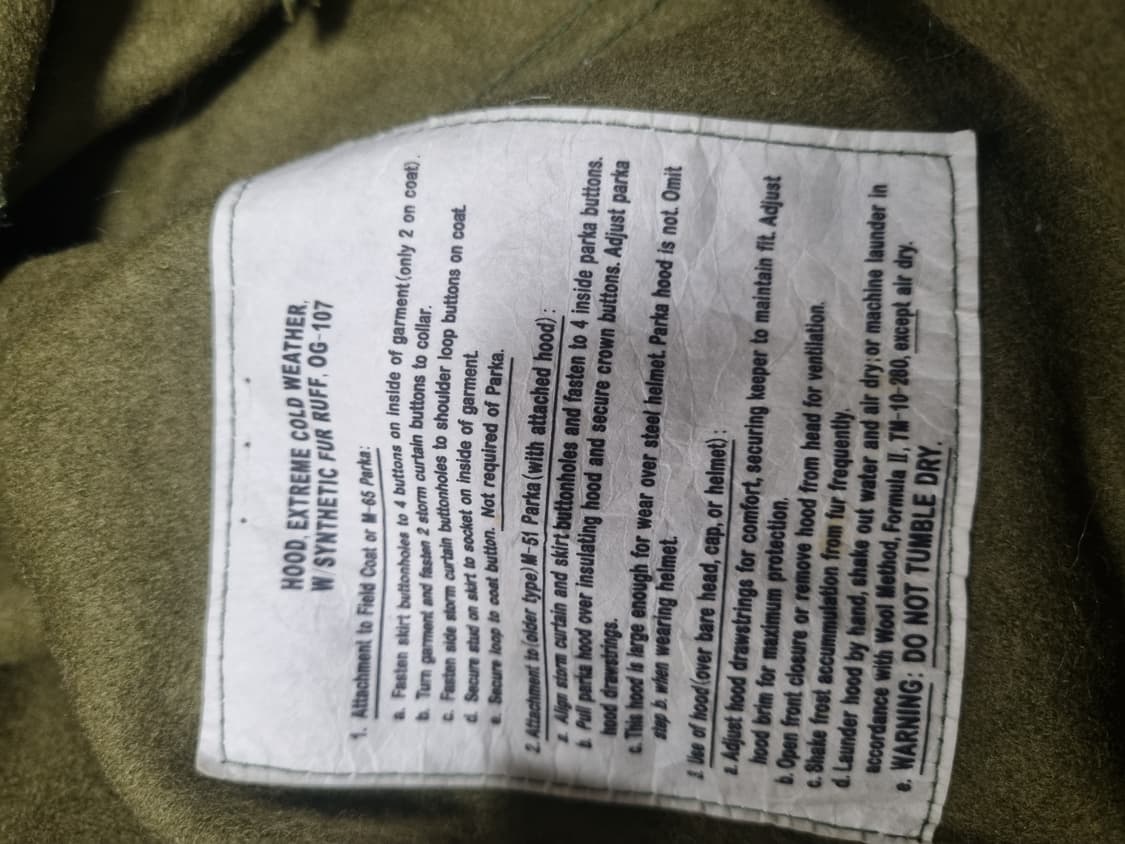 HOOD, EXTREME COLD WEATHER,
W/SYNTHETIC FUR RUFF, OG-107
1. Attachment to Field Coat or M-65 Parka:
a. Fasten skirt buttonholes to 4 buttons on inside of garment(only 2 on coat).
b. Turn garment and fasten 2 storm curtain buttons to collar.
c. Fasten side storm curtain buttonholes to shoulder loop buttons on coat.
d. Secure stud on skirt to socket on inside of garment.
e. Secure loop to coat button. Not required of Parka.
2. Attachment to(older type)M-51 Parka(with attached hood):
a. Align storm curtain and skirt buttonholes and fasten to 4 inside parka buttons.
b. Pull parka hood over insulating hood and secure crown buttons. Adjust parka
hood drawstrings.
c. This hood is large enough for wear over steel helmet. Parka hood is not. Omit
step b. when wearing helmet.
3. Use of hood(over bare head, cap, or helmet):
a. Adjust hood drawstrings for comfort, securing keeper to maintain fit. Adjust
hood brim for maximum protection.
b. Open front closure or remove hood from head for ventilation.
c. Shake frost accummulation from fur frequently.
d. Launder hood by hand, shake out water and air dry; or machine launder in
accordance with Wool Method, Formula II, TM-10-280, except air dry.
e. WARNING: DO NOT TUMBLE DRY.